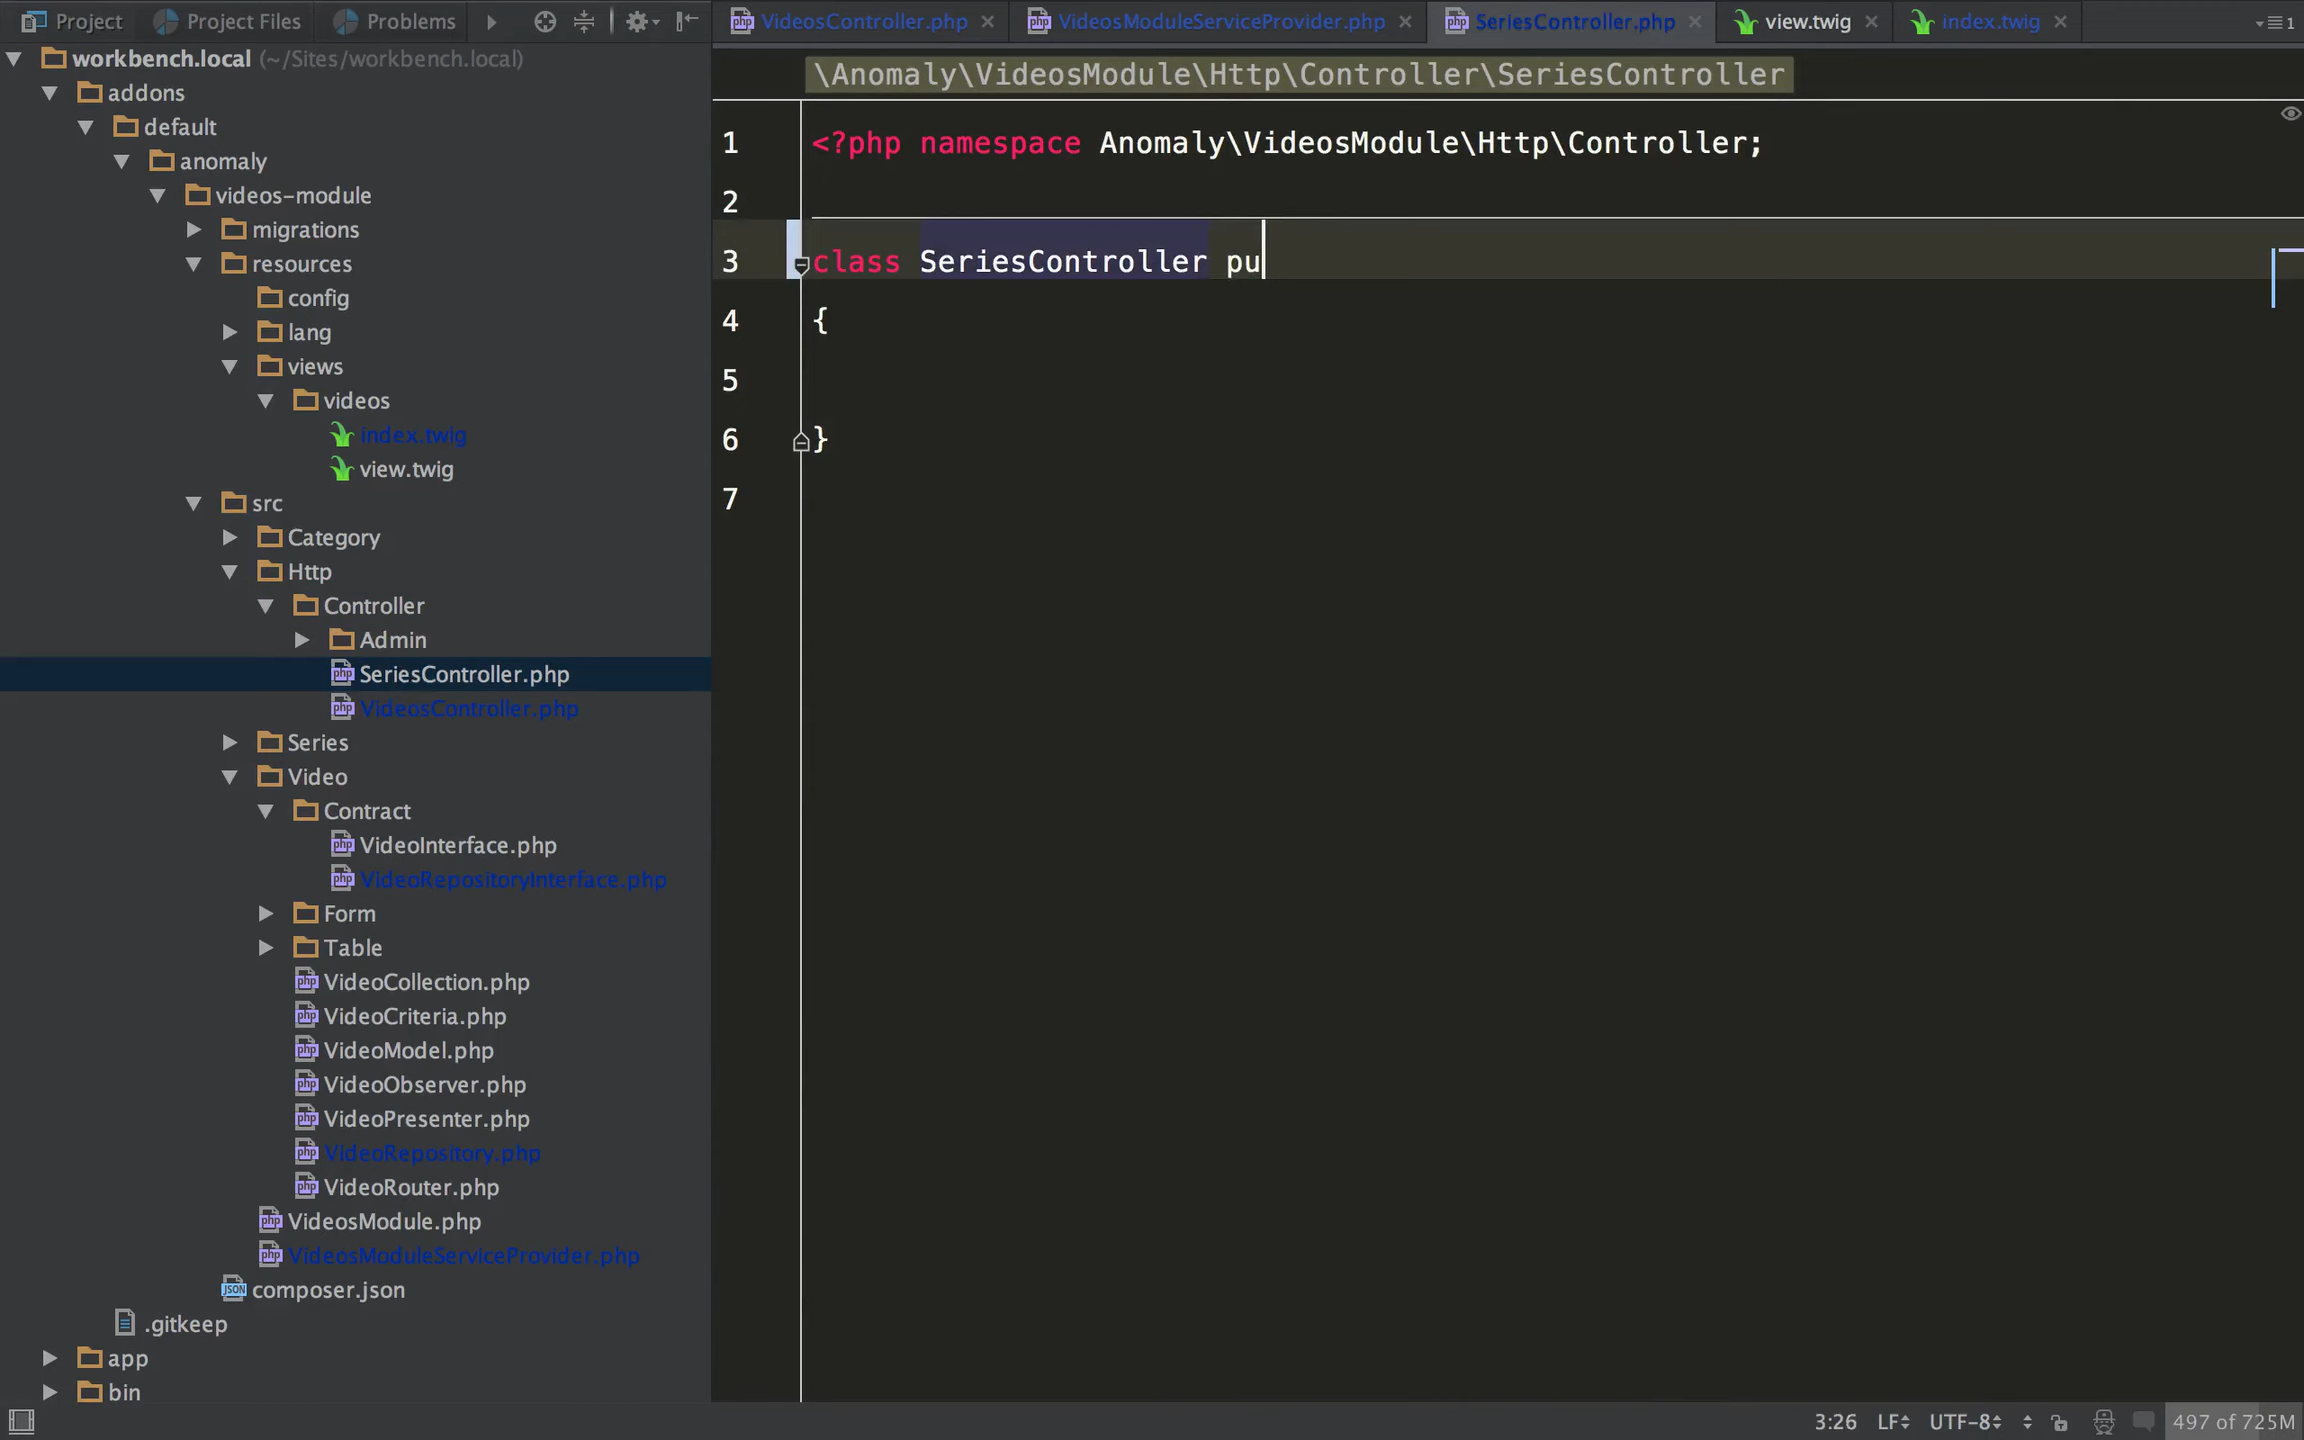 Project Project Files Problems
VideosController.php VideosModuleServiceProvider.php SeriesController.php view.twig index.twig 1
workbench.local (~/Sites/workbench.local)
addons
default
anomaly
videos-module
migrations
resources
config
lang
views
videos
index.twig
view.twig
src
Category
Http
Controller
Admin
SeriesController.php
VideosController.php
Series
Video
Contract
VideoInterface.php
VideoRepositoryInterface.php
Form
Table
VideoCollection.php
VideoCriteria.php
VideoModel.php
VideoObserver.php
VideoPresenter.php
VideoRepository.php
VideoRouter.php
VideosModule.php
VideosModuleServiceProvider.php
composer.json
.gitkeep
app
bin
\Anomaly\VideosModule\Http\Controller\SeriesController
1 <?php namespace Anomaly\VideosModule\Http\Controller;
2
3 class SeriesController pu
4 {
5
6 }
7
3:26 LF UTF-8 497 of 725M